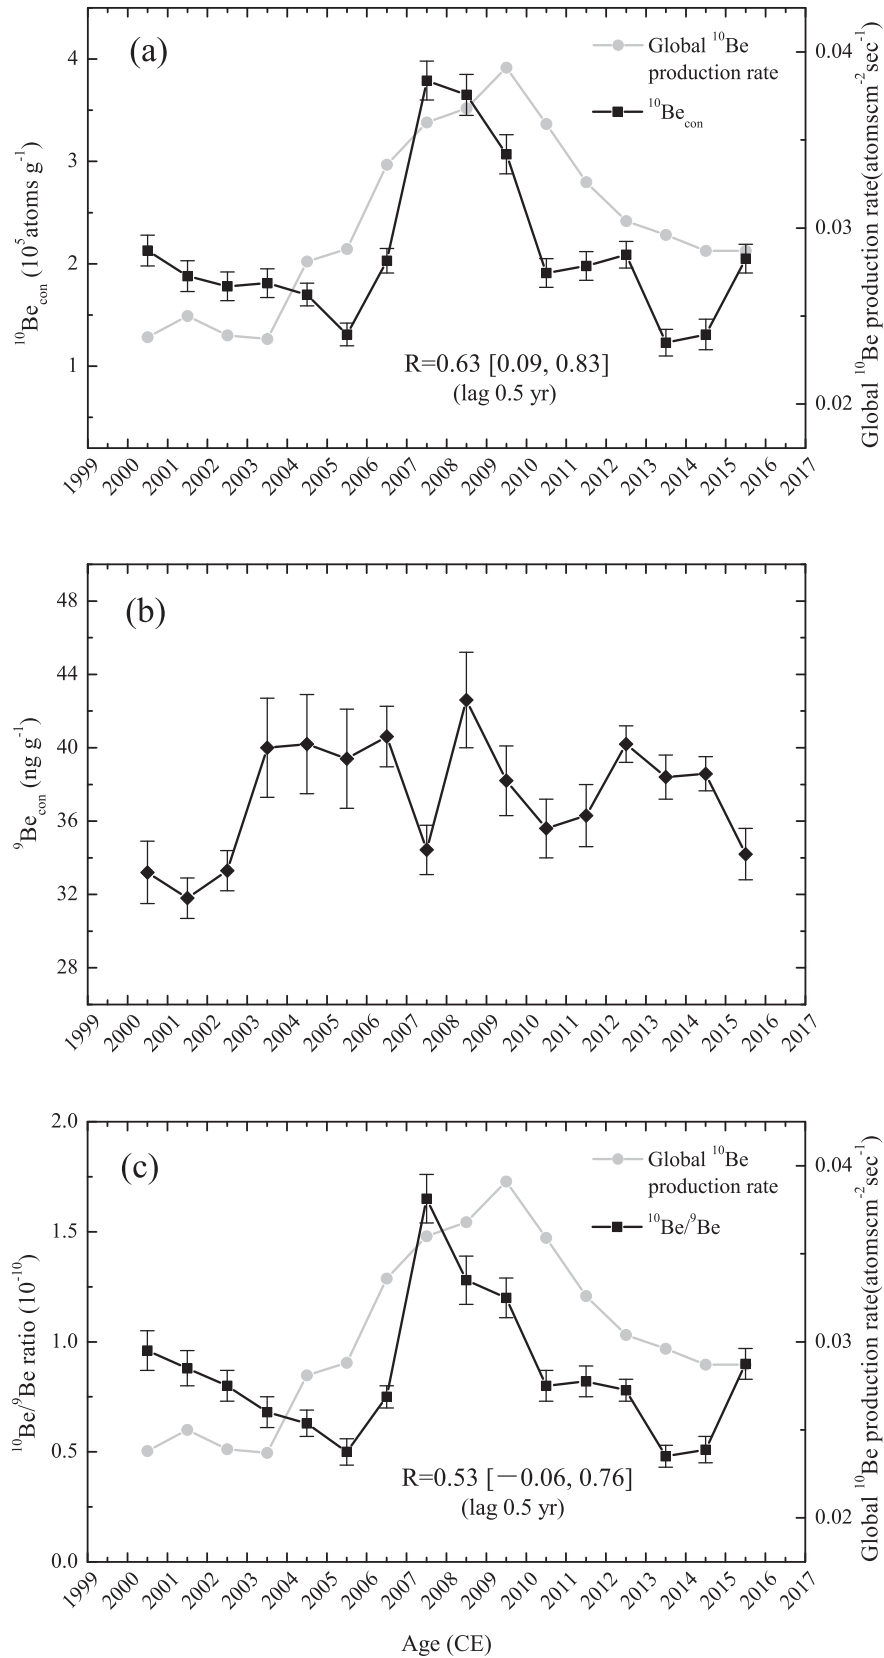 (a)
Global ¹⁰Be
production rate
¹⁰Be_con
4
3
2
1
¹⁰Be_con (10⁵ atoms g⁻¹)
0.04
0.03
0.02
Global ¹⁰Be production rate(atomscm⁻²sec⁻¹)
R=0.63 [0.09, 0.83]
(lag 0.5 yr)
1999 2000 2001 2002 2003 2004 2005 2006 2007 2008 2009 2010 2011 2012 2013 2014 2015 2016 2017
(b)
48
44
40
36
32
28
⁹Be_con (ng g⁻¹)
1999 2000 2001 2002 2003 2004 2005 2006 2007 2008 2009 2010 2011 2012 2013 2014 2015 2016 2017
(c)
Global ¹⁰Be
production rate
¹⁰Be/⁹Be
2.0
1.5
1.0
0.5
0.0
¹⁰Be/⁹Be ratio (10⁻¹⁰)
0.04
0.03
0.02
Global ¹⁰Be production rate(atomscm⁻²sec⁻¹)
R=0.53 [—0.06, 0.76]
(lag 0.5 yr)
1999 2000 2001 2002 2003 2004 2005 2006 2007 2008 2009 2010 2011 2012 2013 2014 2015 2016 2017
Age (CE)